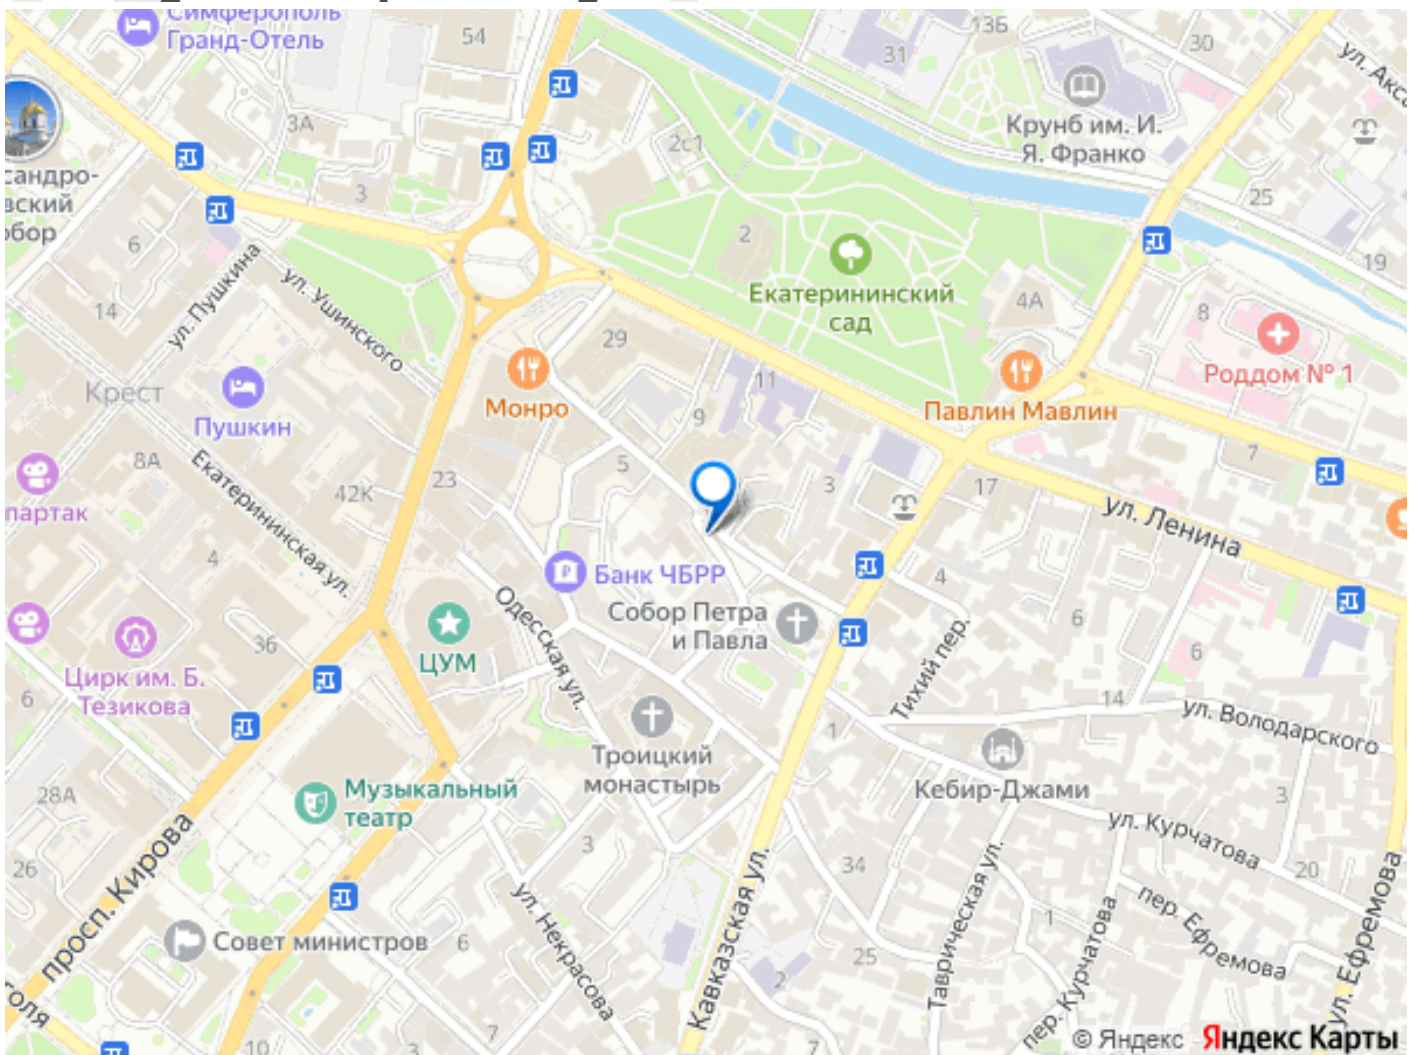 Симферополь
Гранд-Отель
54
13Б
31
30
ул. Акса
Крунб им. И.
Я. Франко
3А
2с1
сандро-
вский
обор
3
25
6
2
19
ул. Пушкина
ул. Ушинского
Екатерининский
сад
4А
8
14
29
Роддом № 1
Крест
Монро
11
Павлин Мавлин
Пушкин
9
8А
5
7
42К
23
3
17
партак
ул. Ленина
Екатерининская ул.
4
Банк ЧБРР
4
Одесская ул.
Собор Петра
и Павла
6
Тихий пер.
36
ЦУМ
6
Цирк им. Б.
Тезикова
6
14
ул. Володарского
1
Троицкий
монастырь
Кебир-Джами
28А
Музыкальный
театр
3
ул. Курчатова
просп. Кирова
3
26
34
20
ул. Некрасова
Кавказская ул.
Таврическая ул.
1
пер. Ефремова
ул. Ефремова
Совет министров
6
25
пер. Курчатова
2
голя
10
7
© Яндекс Яндекс Карты